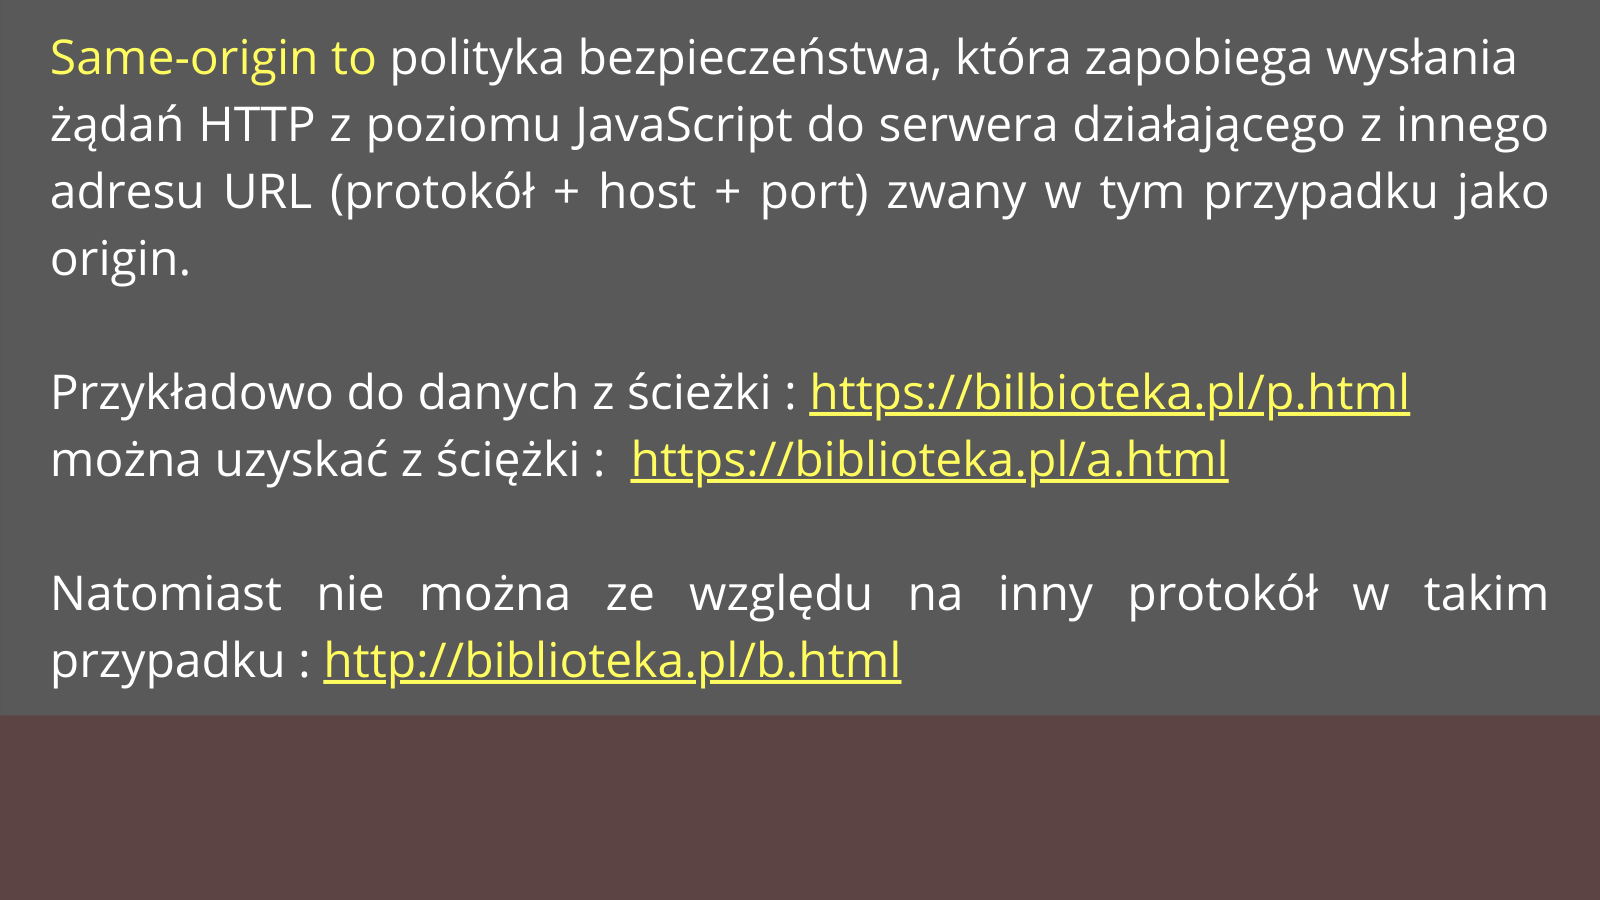 Same-origin to polityka bezpieczeństwa, która zapobiega wysłania
żądań HTTP z poziomu JavaScript do serwera działającego z innego
adresu URL (protokół + host + port) zwany w tym przypadku jako
origin.
Przykładowo do danych z ścieżki : https://bilbioteka.pl/p.html
można uzyskać z ściężki : https://biblioteka.pl/a.html
Natomiast nie można ze względu na inny protokół w takim
przypadku : http://biblioteka.pl/b.html